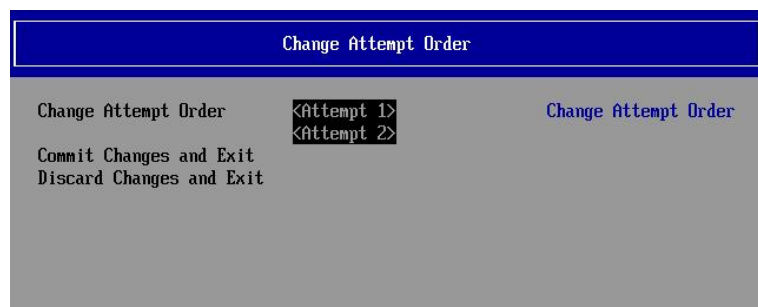 Change Attempt Order
Change Attempt Order <Attempt 1> Change Attempt Order
<Attempt 2>
Commit Changes and Exit
Discard Changes and Exit